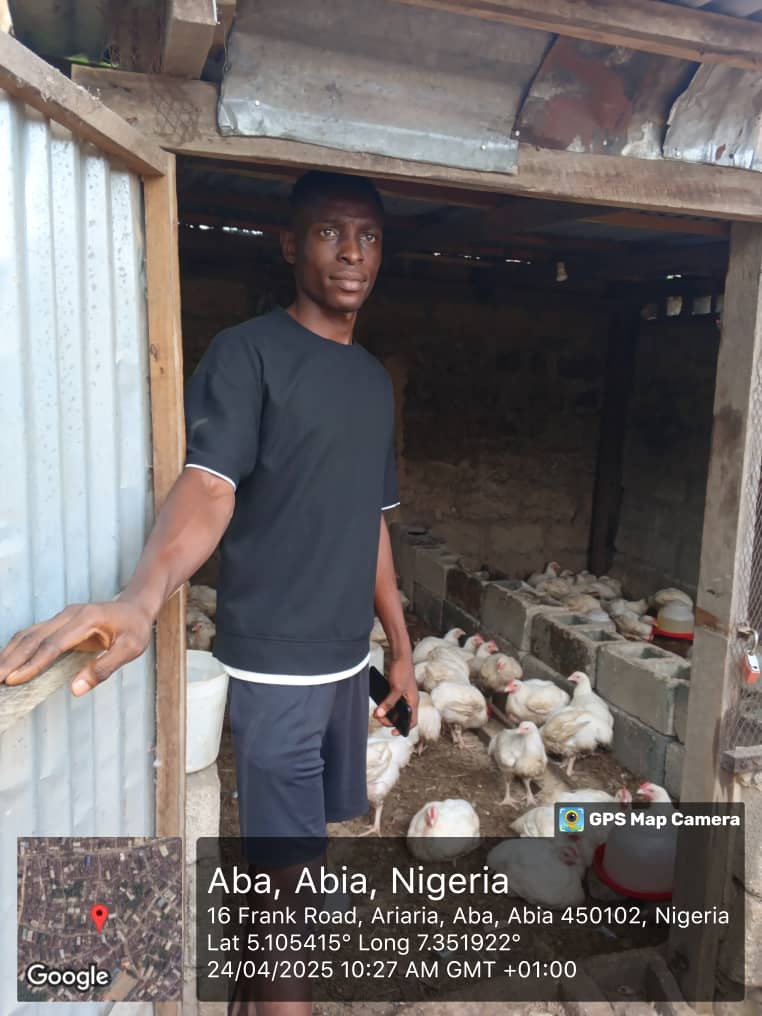 GPS Map Camera
Aba, Abia, Nigeria
16 Frank Road, Ariaria, Aba, Abia 450102, Nigeria
Lat 5.105415° Long 7.351922°
24/04/2025 10:27 AM GMT +01:00
Google